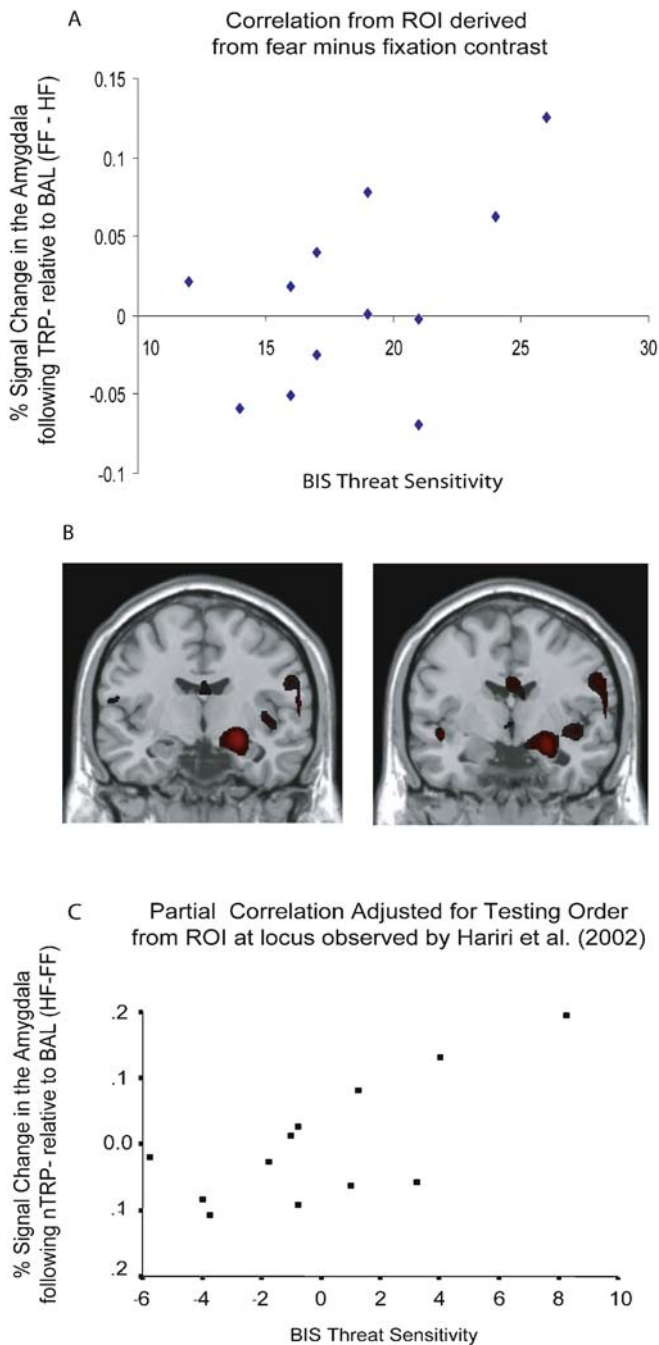 A
Correlation from ROI derived
from fear minus fixation contrast
% Signal Change in the Amygdala
following TRP- relative to BAL (FF - HF)
0.15
0.1
0.05
0
-0.05
-0.1
10 15 20 25 30
BIS Threat Sensitivity
B
C
Partial Correlation Adjusted for Testing Order
from ROI at locus observed by Hariri et al. (2002)
% Signal Change in the Amygdala
following nTRP- relative to BAL (HF-FF)
.2
.1
0.0
.1
.2
-6 -4 -2 0 2 4 6 8 10
BIS Threat Sensitivity